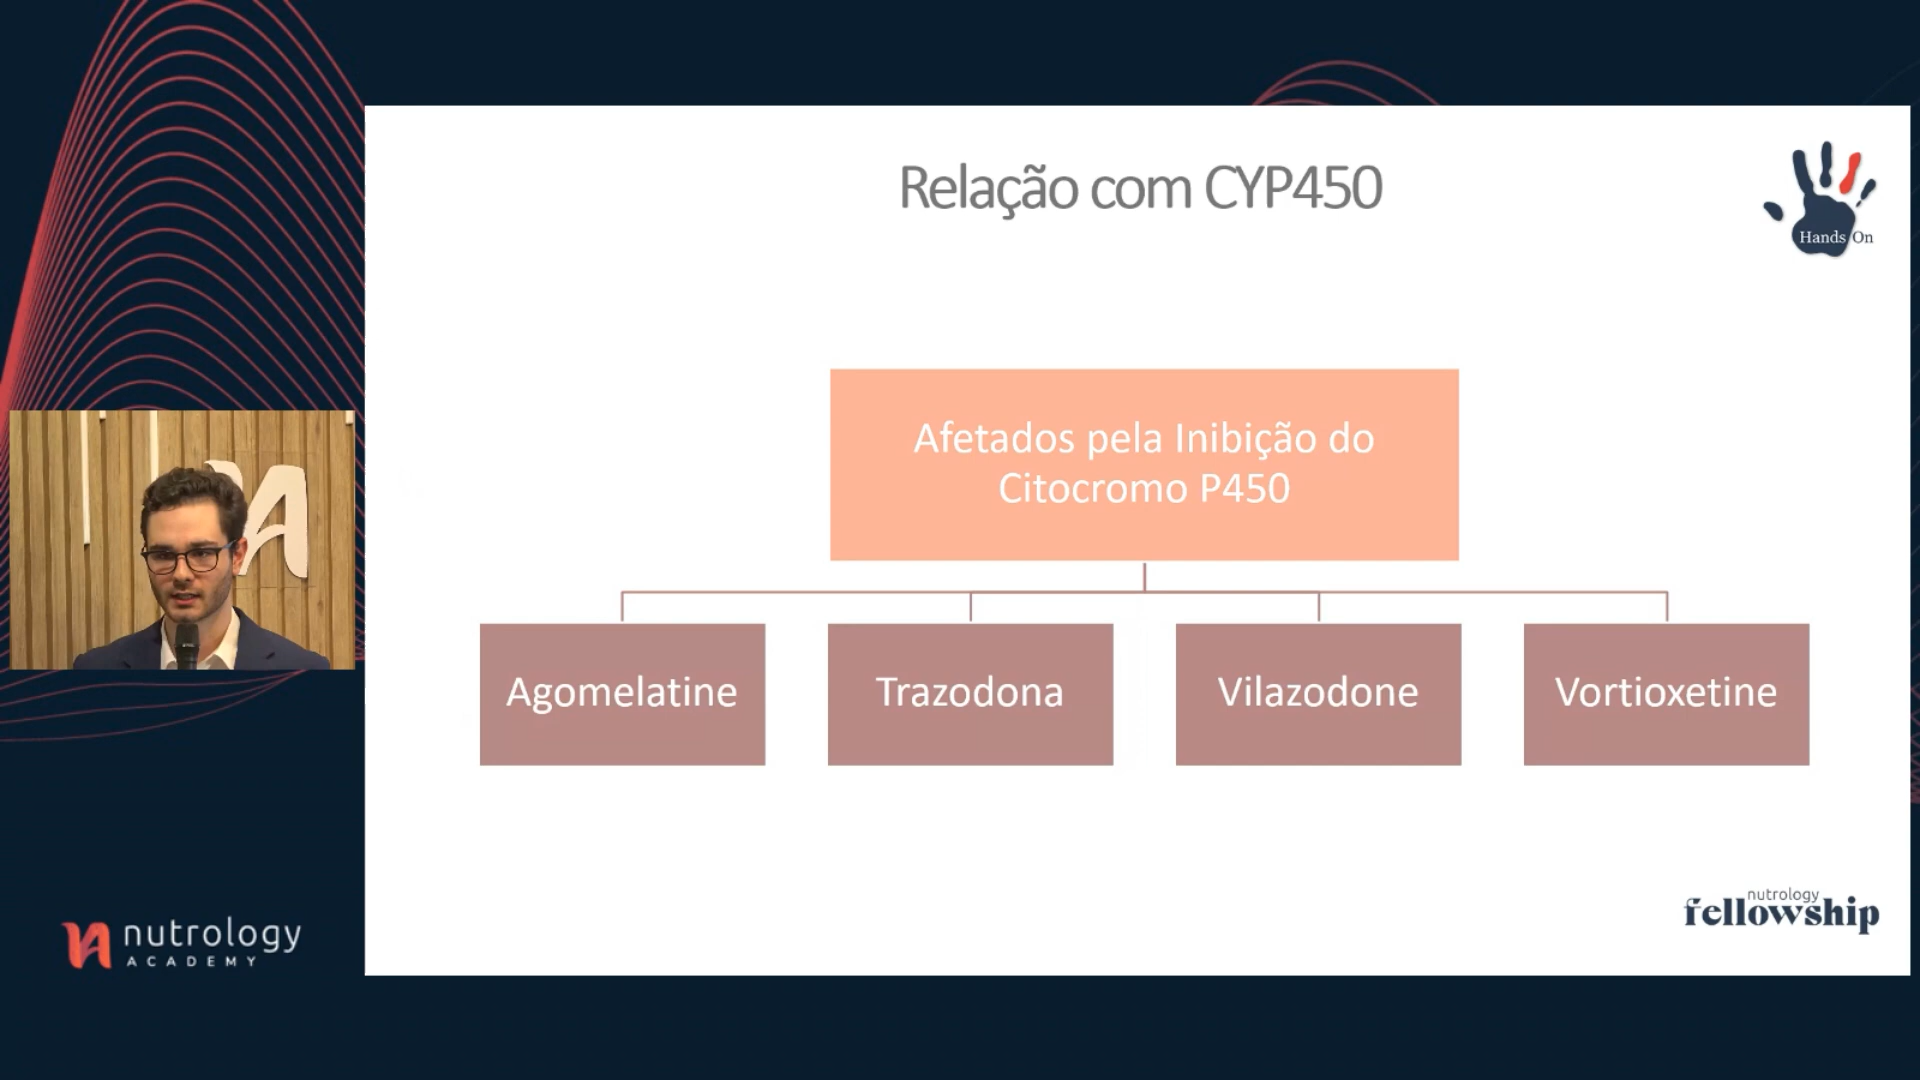 Relação com CYP450
Hands On
Afetados pela Inibição do
Citocromo P450
Agomelatine
Trazodona
Vilazodone
Vortioxetine
nutrology
fellowship
nutrology
ACADEMY